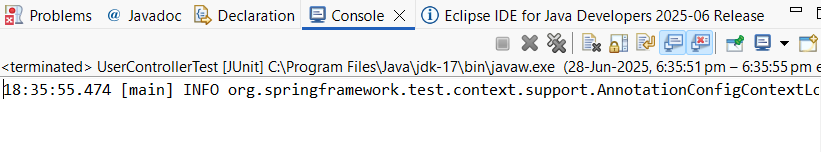 Problems @ Javadoc Declaration Console Eclipse IDE for Java Developers 2025-06 Release
<terminated> UserControllerTest [JUnit] C:\Program Files\Java\jdk-17\bin\javaw.exe (28-Jun-2025, 6:35:51 pm – 6:35:55 pm e
18:35:55.474 [main] INFO org.springframework.test.context.support.AnnotationConfigContextLo